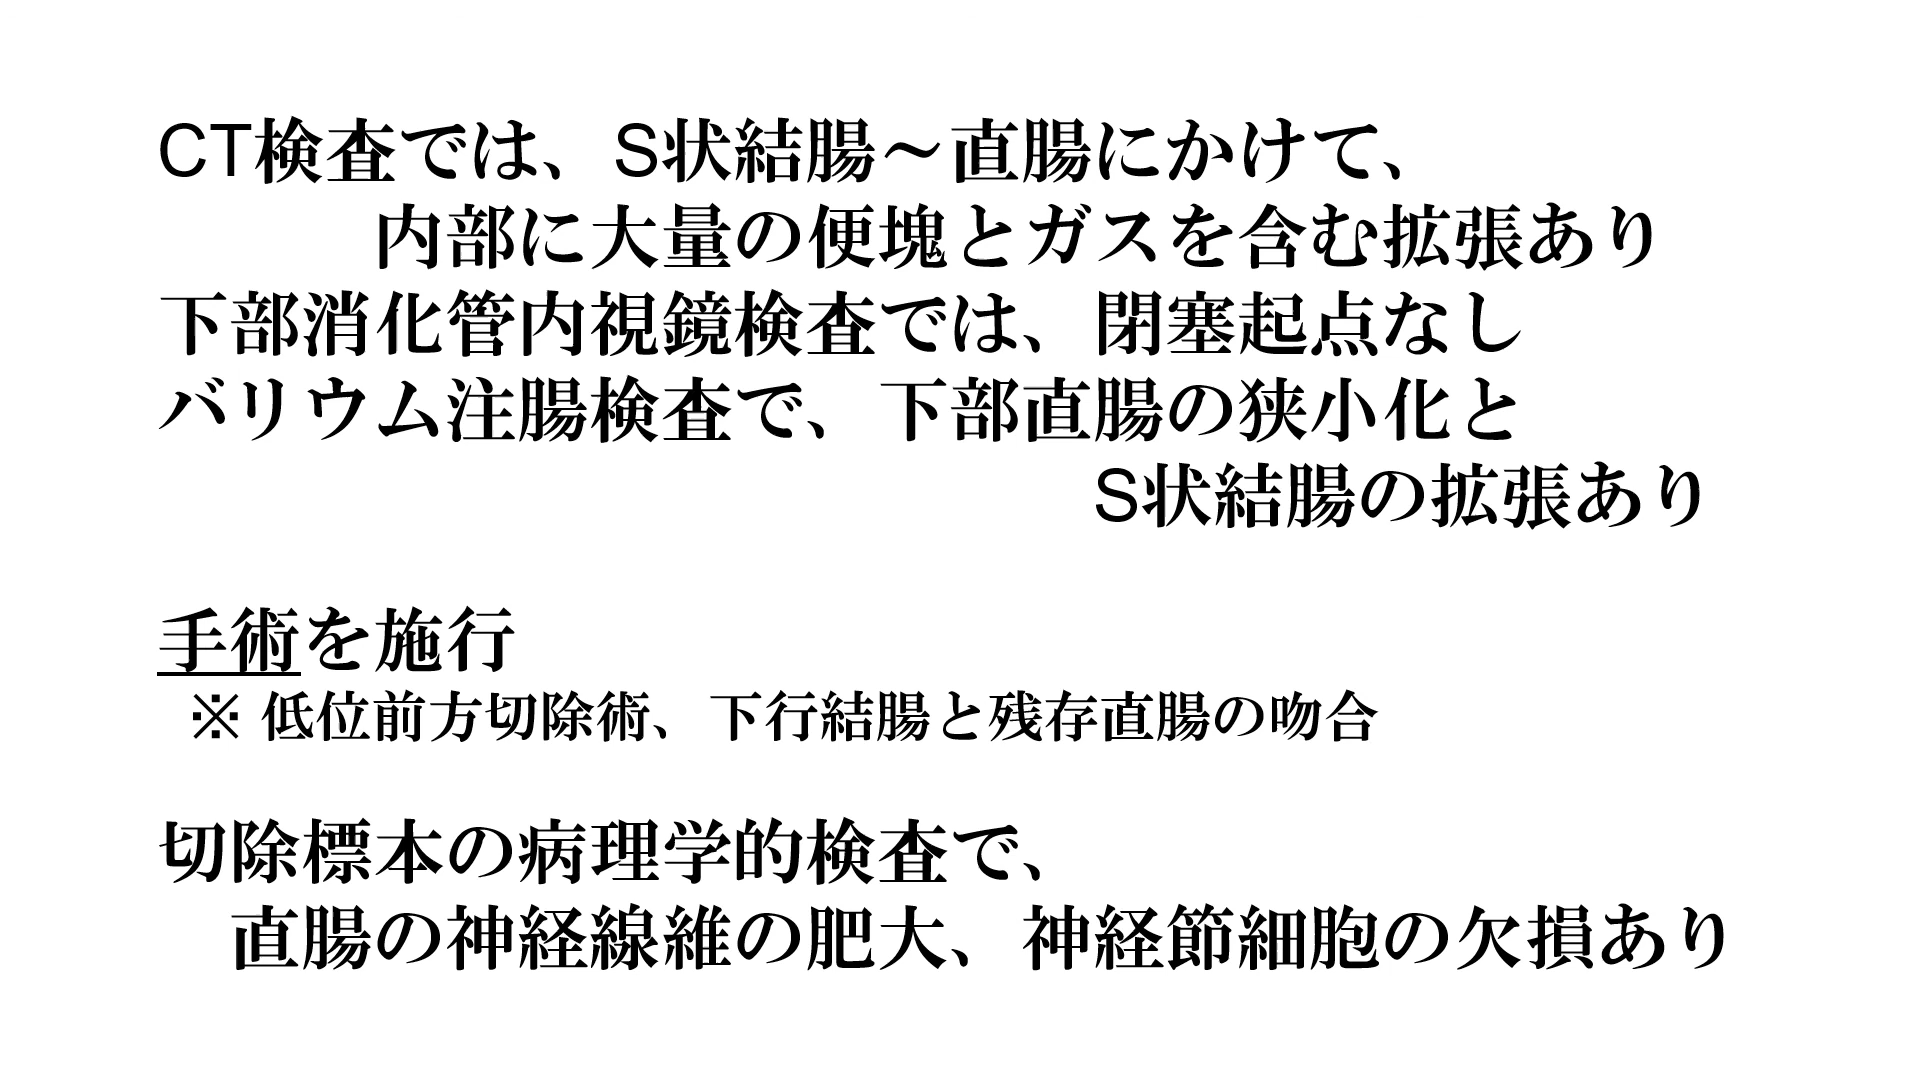 CT検査では、S状結腸～直腸にかけて、
内部に大量の便塊とガスを含む拡張あり
下部消化管内視鏡検査では、閉塞起点なし
バリウム注腸検査で、下部直腸の狭小化と
S状結腸の拡張あり
手術を施行
※ 低位前方切除術、下行結腸と残存直腸の吻合
切除標本の病理学的検査で、
直腸の神経線維の肥大、神経節細胞の欠損あり